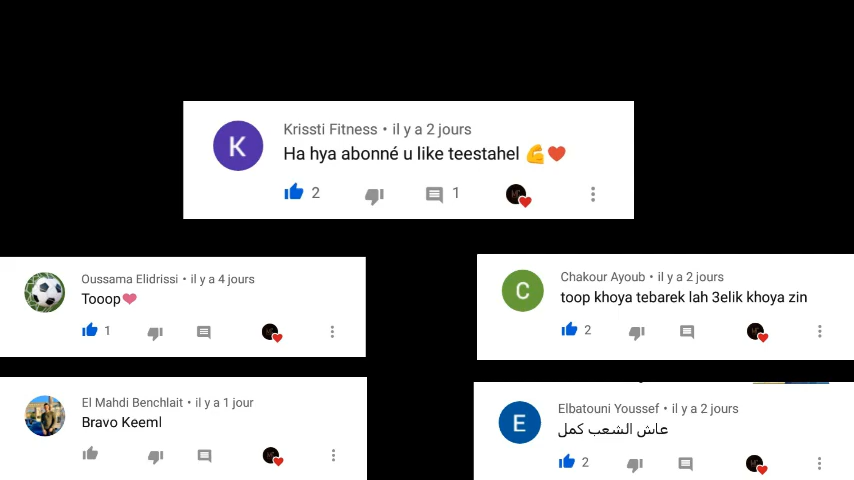 K
Krissti Fitness • il y a 2 jours
Ha hya abonné u like teestahel 💪❤️
2 1
Oussama Elidrissi • il y a 4 jours
Tooop❤️
1
C
Chakour Ayoub • il y a 2 jours
toop khoya tebarek lah 3elik khoya zin
2
El Mahdi Benchlait • il y a 1 jour
Bravo Keeml
E
Elbatouni Youssef • il y a 2 jours
عاش الشعب كمل
2